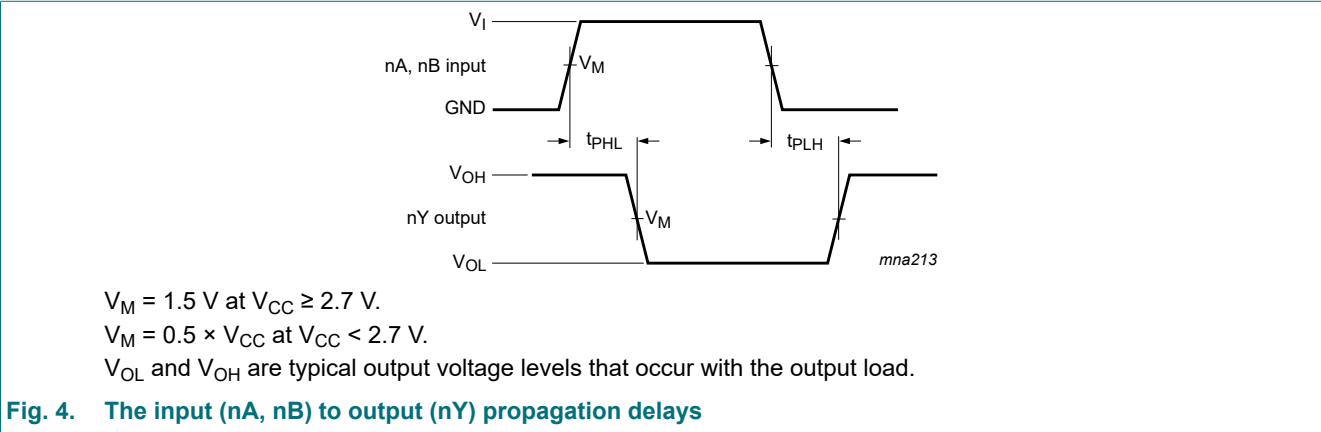 V_I
nA, nB input
V_M
GND
t_PHL
t_PLH
V_OH
nY output
V_M
V_OL
mna213
V_M = 1.5 V at V_CC ≥ 2.7 V.
V_M = 0.5 × V_CC at V_CC < 2.7 V.
V_OL and V_OH are typical output voltage levels that occur with the output load.
Fig. 4. The input (nA, nB) to output (nY) propagation delays